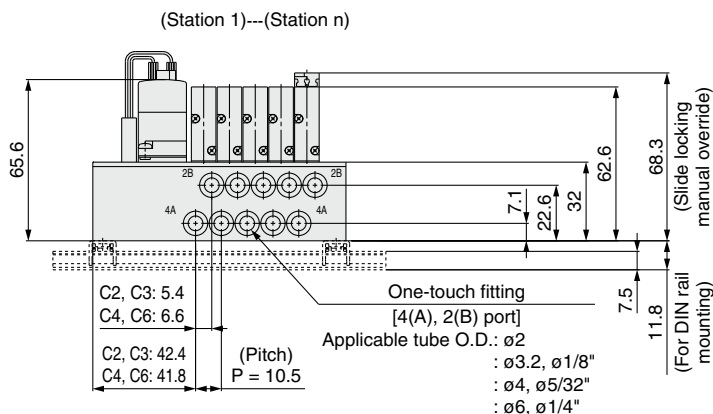 (Station 1)---(Station n)
65.6
2B
2B
4A
4A
7.1
22.6
32
62.6
68.3
(Slide locking
manual override)
7.5
11.8
(For DIN rail
mounting)
C2, C3: 5.4
C4, C6: 6.6
C2, C3: 42.4
C4, C6: 41.8
(Pitch)
P = 10.5
One-touch fitting
[4(A), 2(B) port]
Applicable tube O.D.: ø2
: ø3.2, ø1/8"
: ø4, ø5/32"
: ø6, ø1/4"